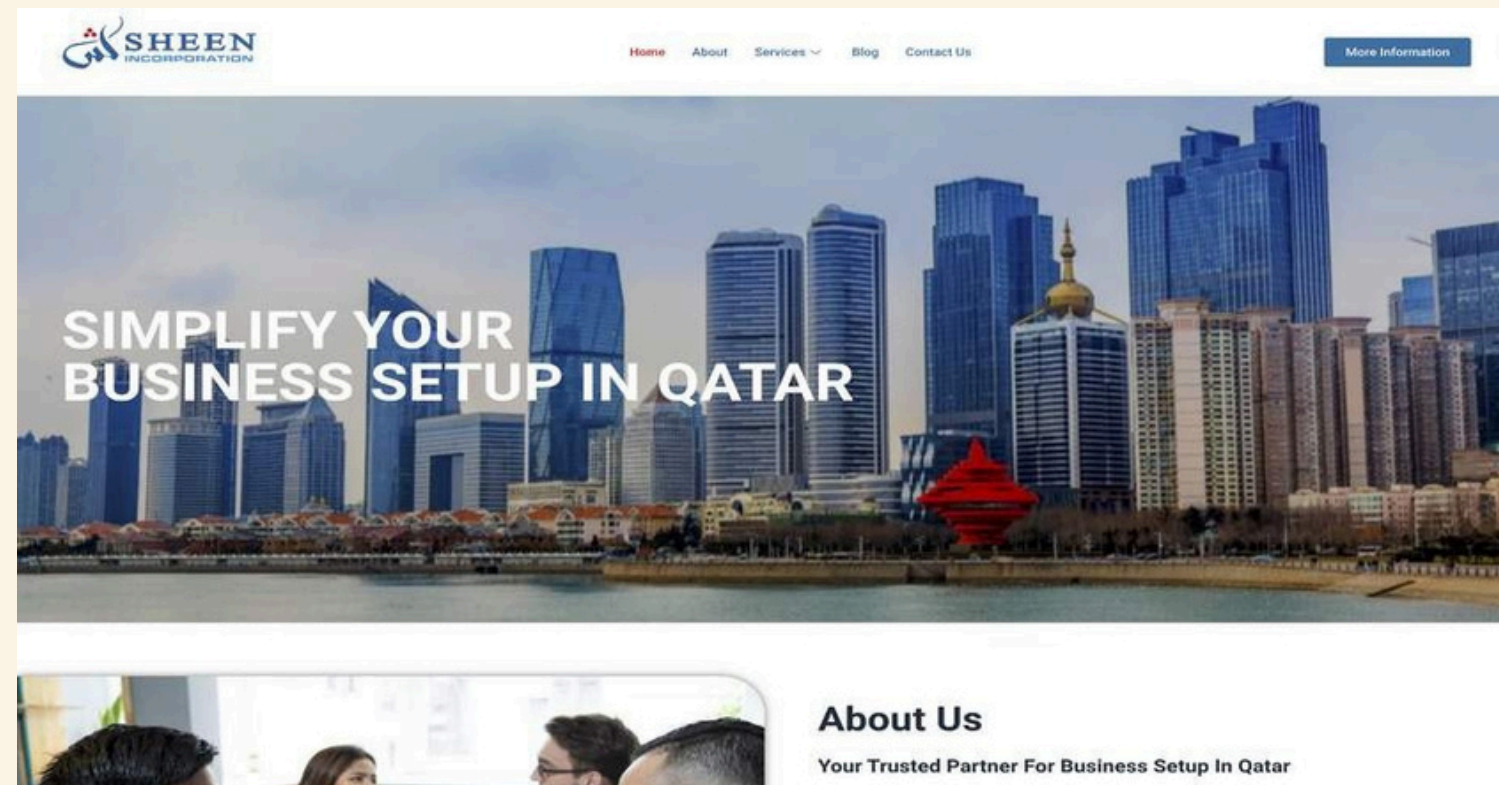 SHEEN
INCORPORATION
Home About Services Blog Contact Us
More Information
SIMPLIFY YOUR
BUSINESS SETUP IN QATAR
About Us
Your Trusted Partner For Business Setup In Qatar